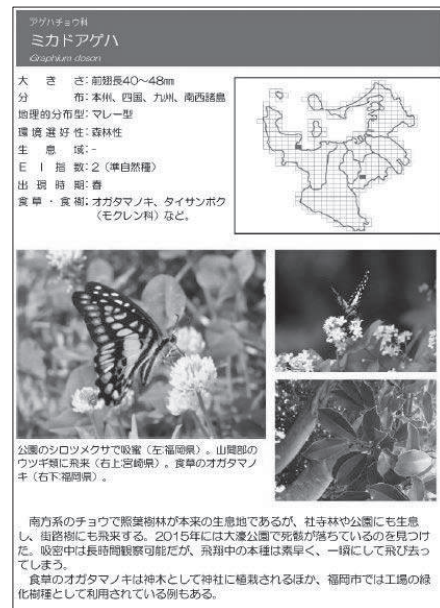 アゲハチョウ科
ミカドアゲハ
Graphium doson
大きさ：前翅長40～48mm
分布：本州、四国、九州、南西諸島
地理的分布型：マレー型
環境選好性：森林性
生息域：-
ＥＩ指数：2（準自然種）
出現時期：春
食草・食樹：オガタマノキ、タイサンボク
（モクレン科）など。
公園のシロツメクサで吸蜜（左:福岡県）。山間部の
ウツギ類に飛来（右上:宮崎県）。食草のオガタマノ
キ（右下:福岡県）。
南方系のチョウで照葉樹林が本来の生息地であるが、社寺林や公園にも生息
し、街路樹にも飛来する。2015年には大濠公園で死骸が落ちているのを見つけ
た。吸密中は長時間観察可能だが、飛翔中の本種は素早く、一瞬にして飛び去っ
てしまう。
食草のオガタマノキは神木として神社に植栽されるほか、福岡市では工場の緑
化樹種として利用されている例もある。